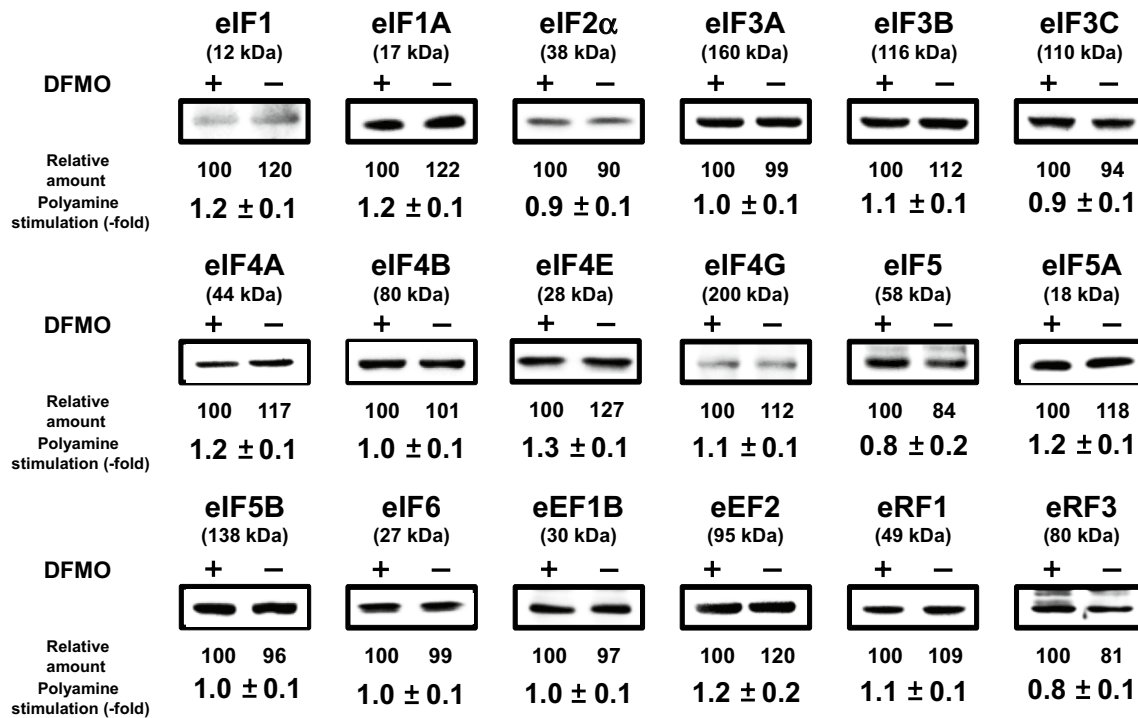 eIF1 eIF1A eIF2α eIF3A eIF3B eIF3C
(12 kDa) (17 kDa) (38 kDa) (160 kDa) (116 kDa) (110 kDa)
DFMO + − + − + − + − + − + −
Relative
amount 100 120 100 122 100 90 100 99 100 112 100 94
Polyamine
stimulation (-fold) 1.2 ± 0.1 1.2 ± 0.1 0.9 ± 0.1 1.0 ± 0.1 1.1 ± 0.1 0.9 ± 0.1
eIF4A eIF4B eIF4E eIF4G eIF5 eIF5A
(44 kDa) (80 kDa) (28 kDa) (200 kDa) (58 kDa) (18 kDa)
DFMO + − + − + − + − + − + −
Relative
amount 100 117 100 101 100 127 100 112 100 84 100 118
Polyamine
stimulation (-fold) 1.2 ± 0.1 1.0 ± 0.1 1.3 ± 0.1 1.1 ± 0.1 0.8 ± 0.2 1.2 ± 0.1
eIF5B eIF6 eEF1B eEF2 eRF1 eRF3
(138 kDa) (27 kDa) (30 kDa) (95 kDa) (49 kDa) (80 kDa)
DFMO + − + − + − + − + − + −
Relative
amount 100 96 100 99 100 97 100 120 100 109 100 81
Polyamine
stimulation (-fold) 1.0 ± 0.1 1.0 ± 0.1 1.0 ± 0.1 1.2 ± 0.2 1.1 ± 0.1 0.8 ± 0.1